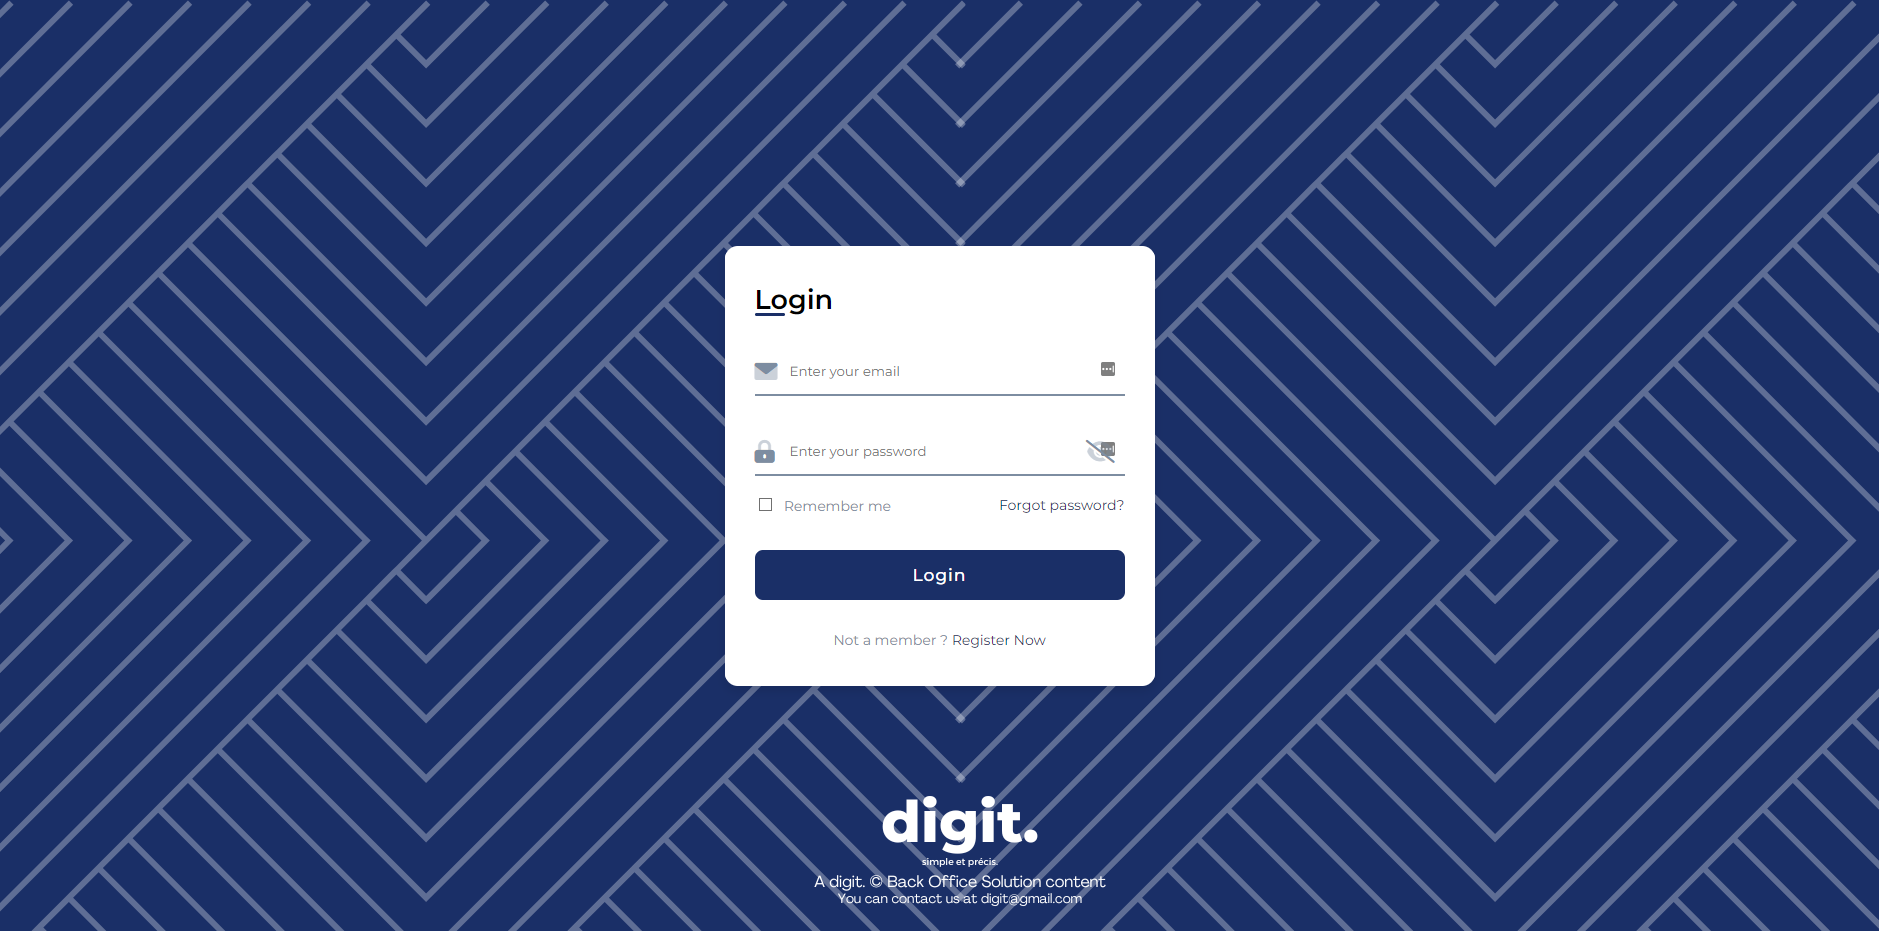 Login
Enter your email
Enter your password
Remember me
Forgot password?
Login
Not a member ? Register Now
digit.
simple et précis.
A digit. © Back Office Solution content
You can contact us at digit@gmail.com